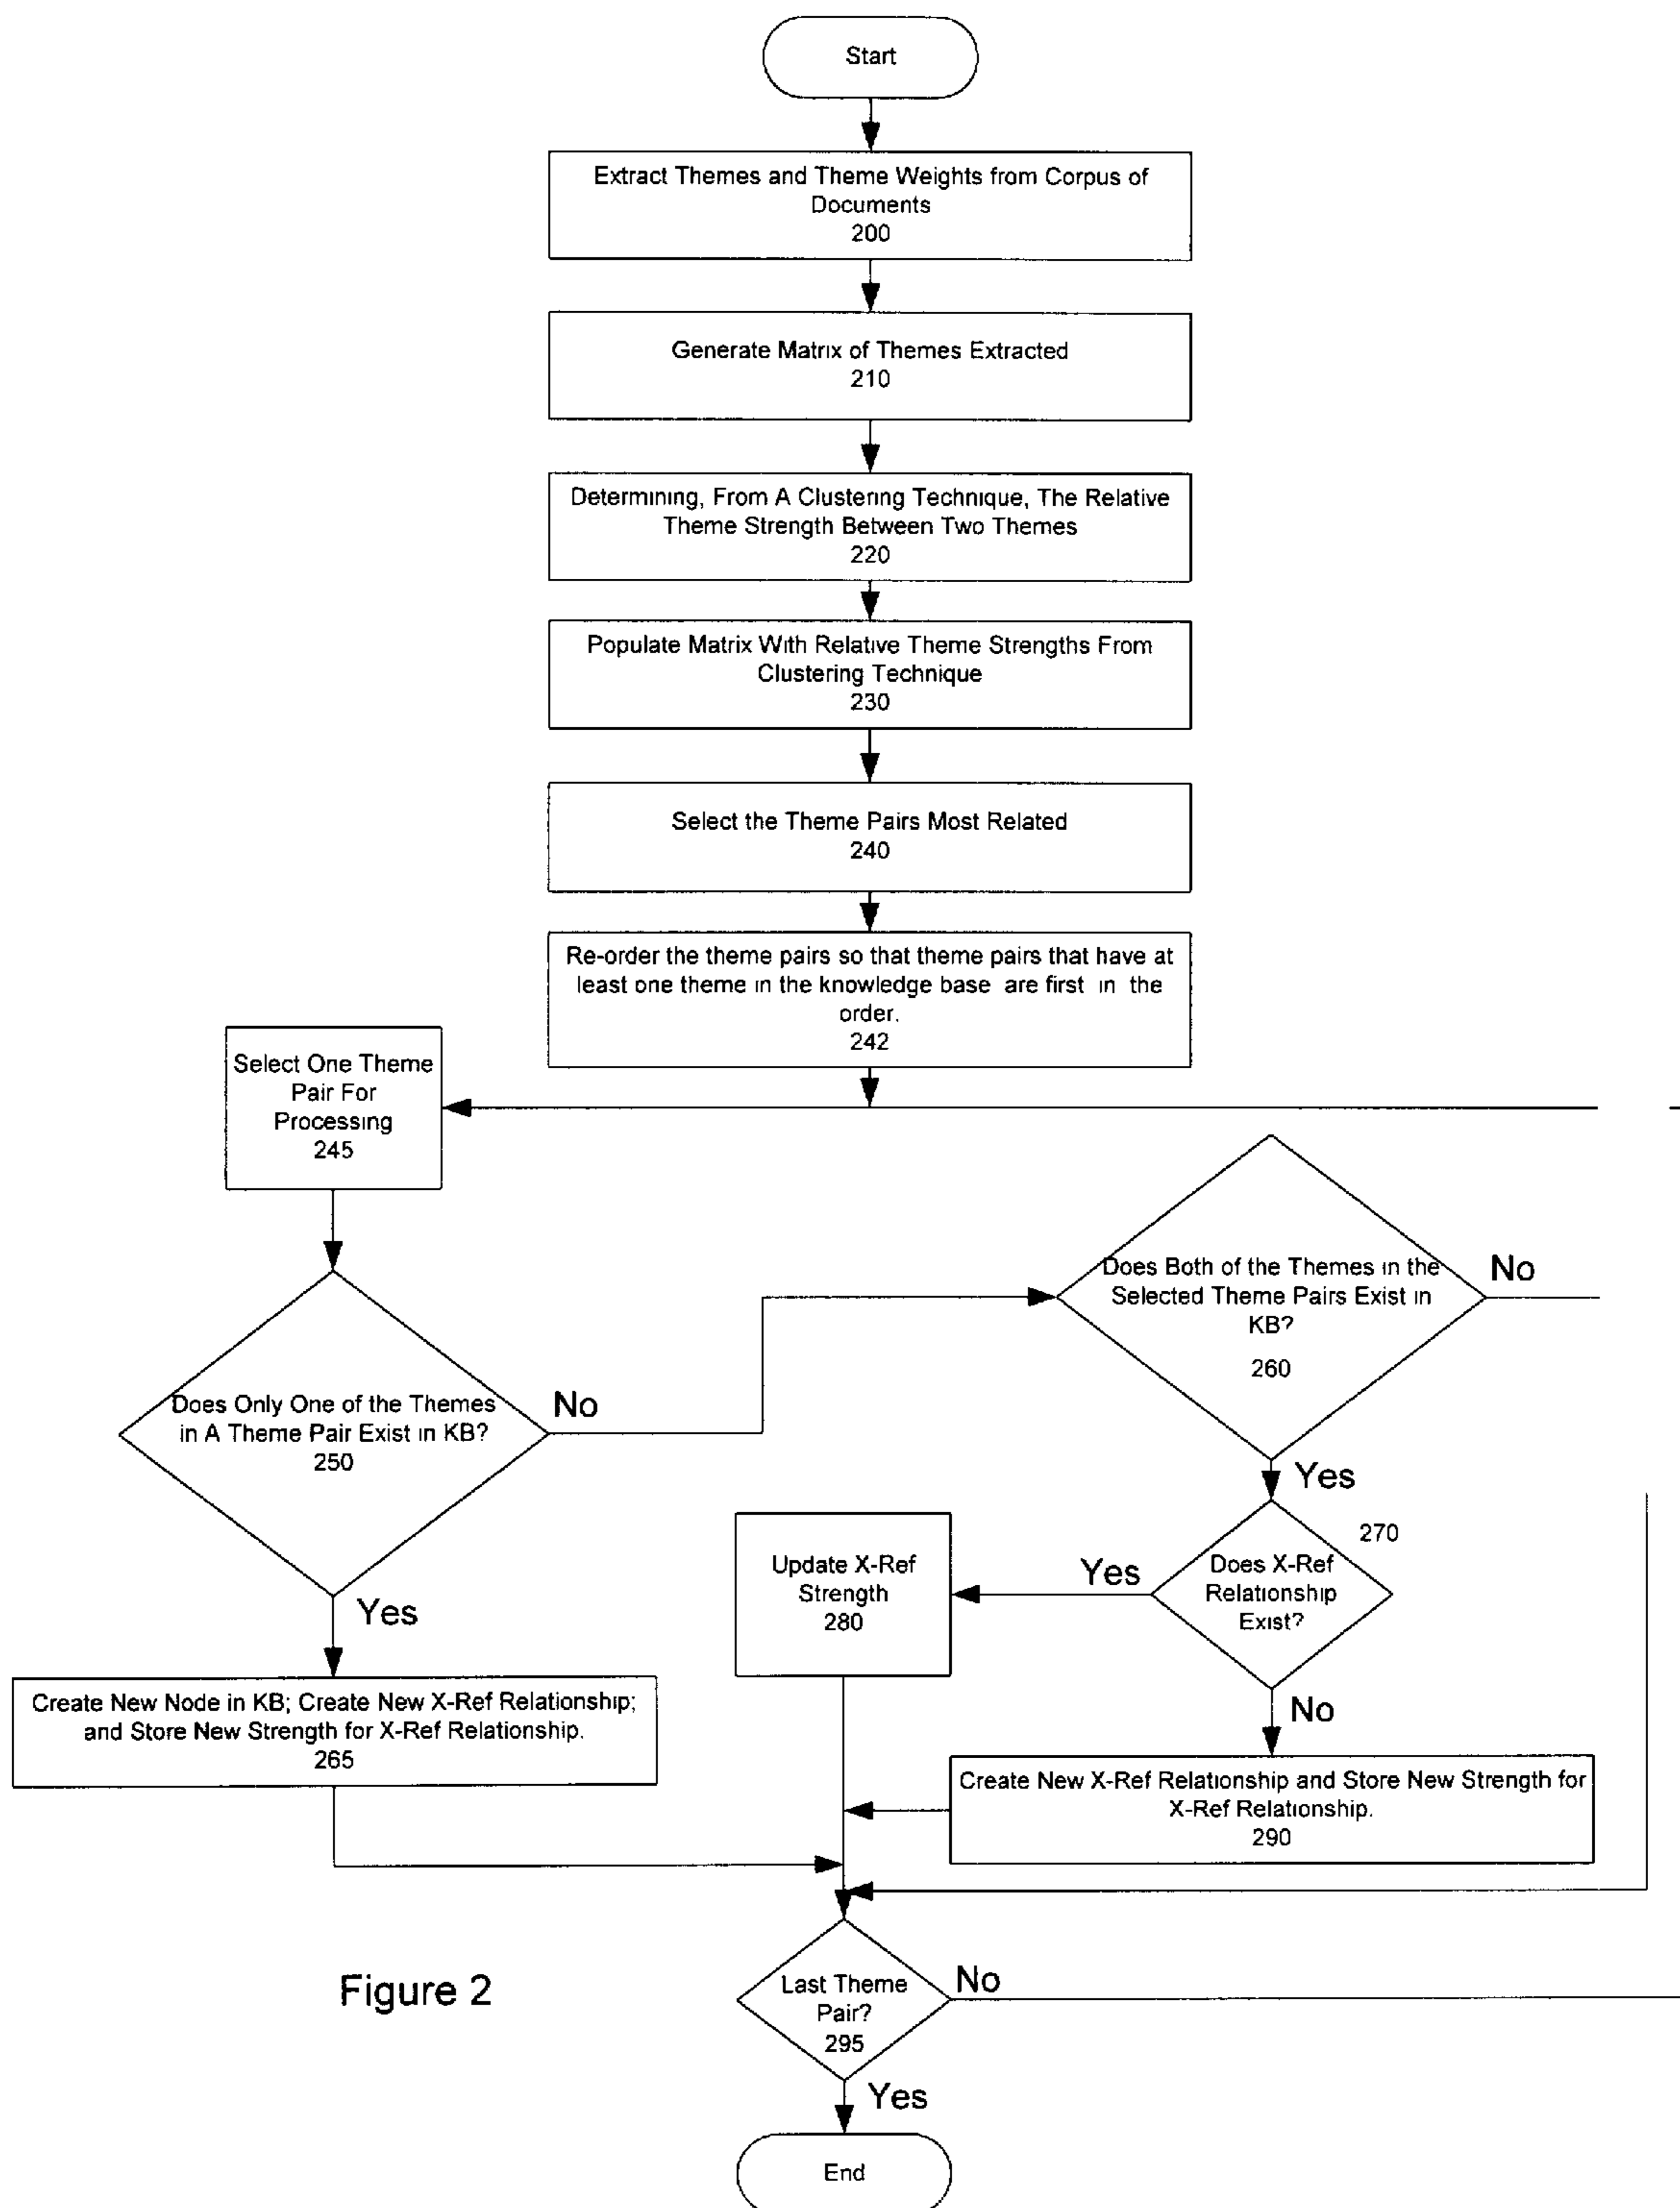 Start
Extract Themes and Theme Weights from Corpus of
Documents
200
Generate Matrix of Themes Extracted
210
Determining, From A Clustering Technique, The Relative
Theme Strength Between Two Themes
220
Populate Matrix With Relative Theme Strengths From
Clustering Technique
230
Select the Theme Pairs Most Related
240
Re-order the theme pairs so that theme pairs that have at
least one theme in the knowledge base are first in the
order.
242
Select One Theme
Pair For
Processing
245
Does Only One of the Themes
in A Theme Pair Exist in KB?
250
No
Yes
Does Both of the Themes in the
Selected Theme Pairs Exist in
KB?
260
No
Yes
270
Does X-Ref
Relationship
Exist?
Yes
No
Update X-Ref
Strength
280
Create New Node in KB; Create New X-Ref Relationship;
and Store New Strength for X-Ref Relationship.
265
Create New X-Ref Relationship and Store New Strength for
X-Ref Relationship.
290
Last Theme
Pair?
295
No
Yes
End
Figure 2